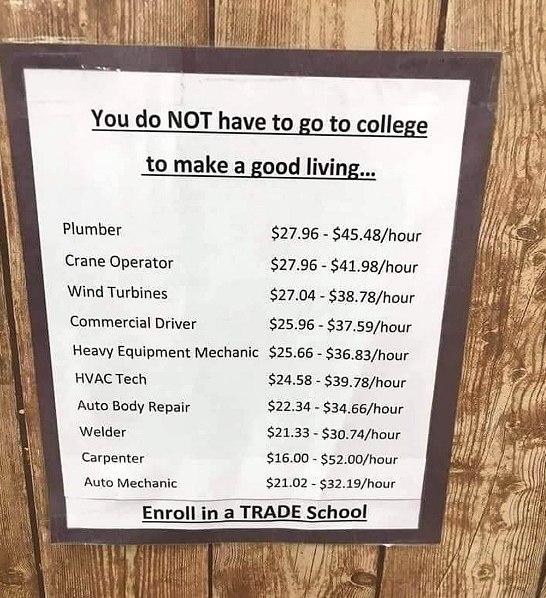 You do NOT have to go to college
to make a good living...
Plumber $27.96 - $45.48/hour
Crane Operator $27.96 - $41.98/hour
Wind Turbines $27.04 - $38.78/hour
Commercial Driver $25.96 - $37.59/hour
Heavy Equipment Mechanic $25.66 - $36.83/hour
HVAC Tech $24.58 - $39.78/hour
Auto Body Repair $22.34 - $34.66/hour
Welder $21.33 - $30.74/hour
Carpenter $16.00 - $52.00/hour
Auto Mechanic $21.02 - $32.19/hour
Enroll in a TRADE School